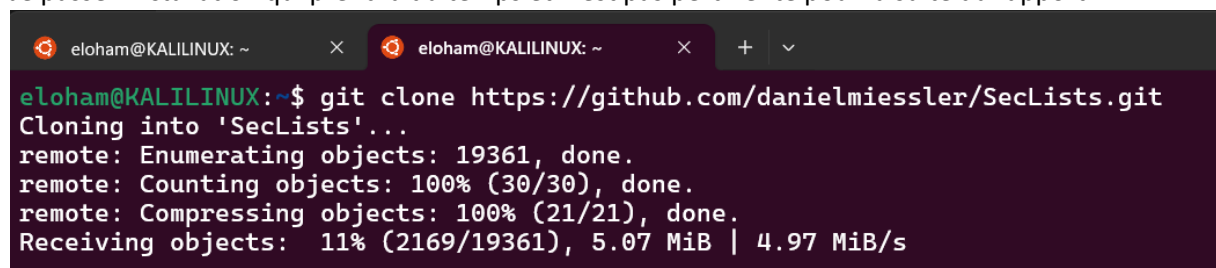 eloham@KALILINUX: ~ × eloham@KALILINUX: ~ × +
eloham@KALILINUX:~$ git clone https://github.com/danielmiessler/SecLists.git
Cloning into 'SecLists'...
remote: Enumerating objects: 19361, done.
remote: Counting objects: 100% (30/30), done.
remote: Compressing objects: 100% (21/21), done.
Receiving objects:  11% (2169/19361), 5.07 MiB | 4.97 MiB/s